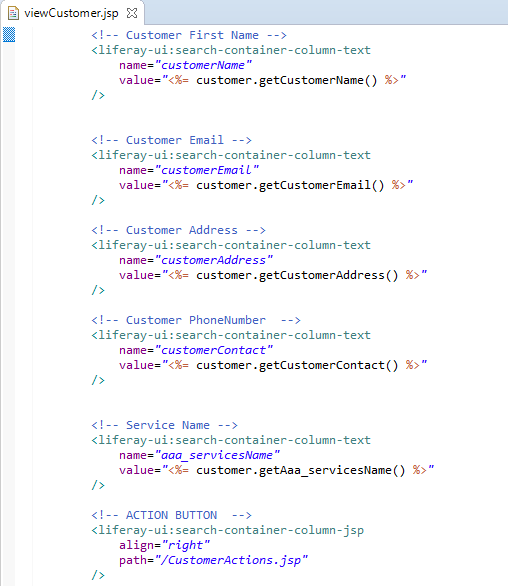 viewCustomer.jsp
<!-- Customer First Name -->
<liferay-ui:search-container-column-text
name="customerName"
value="<%= customer.getCustomerName() %>"
/>
<!-- Customer Email -->
<liferay-ui:search-container-column-text
name="customerEmail"
value="<%= customer.getCustomerEmail() %>"
/>
<!-- Customer Address -->
<liferay-ui:search-container-column-text
name="customerAddress"
value="<%= customer.getCustomerAddress() %>"
/>
<!-- Customer PhoneNumber  -->
<liferay-ui:search-container-column-text
name="customerContact"
value="<%= customer.getCustomerContact() %>"
/>
<!-- Service Name -->
<liferay-ui:search-container-column-text
name="aaa_servicesName"
value="<%= customer.getAaa_servicesName() %>"
/>
<!-- ACTION BUTTON  -->
<liferay-ui:search-container-column-jsp
align="right"
path="/CustomerActions.jsp"
/>